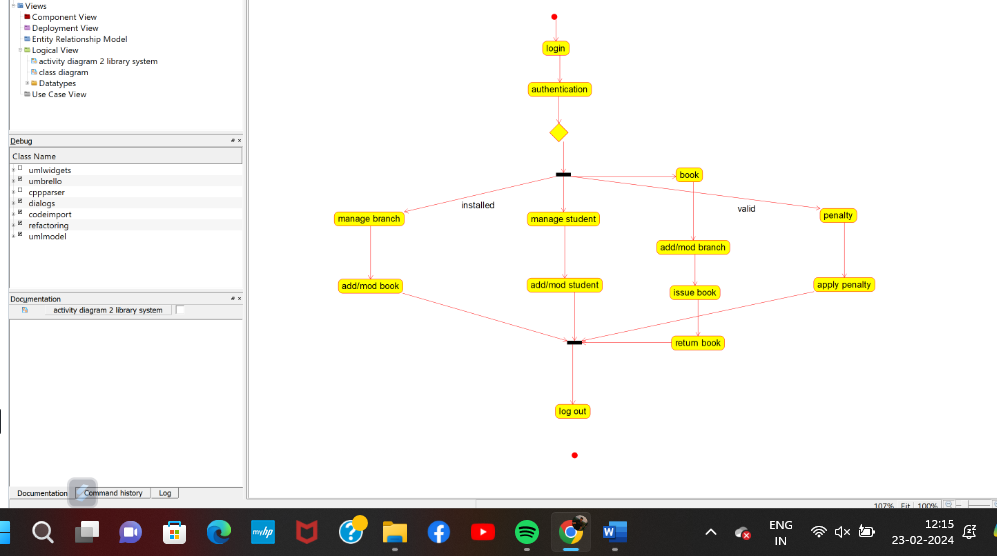 Views
Component View
Deployment View
Entity Relationship Model
Logical View
activity diagram 2 library system
class diagram
Datatypes
Use Case View
Debug
Class Name
umlwidgets
umbrello
cppparser
dialogs
codeimport
refactoring
umlmodel
Documentation
activity diagram 2 library system
Documentation
Command history
Log
login
authentication
book
installed
valid
manage branch
manage student
penalty
add/mod branch
add/mod book
add/mod student
issue book
apply penalty
return book
log out
107% Fit 100%
myhp
ENG
IN
12:15
23-02-2024